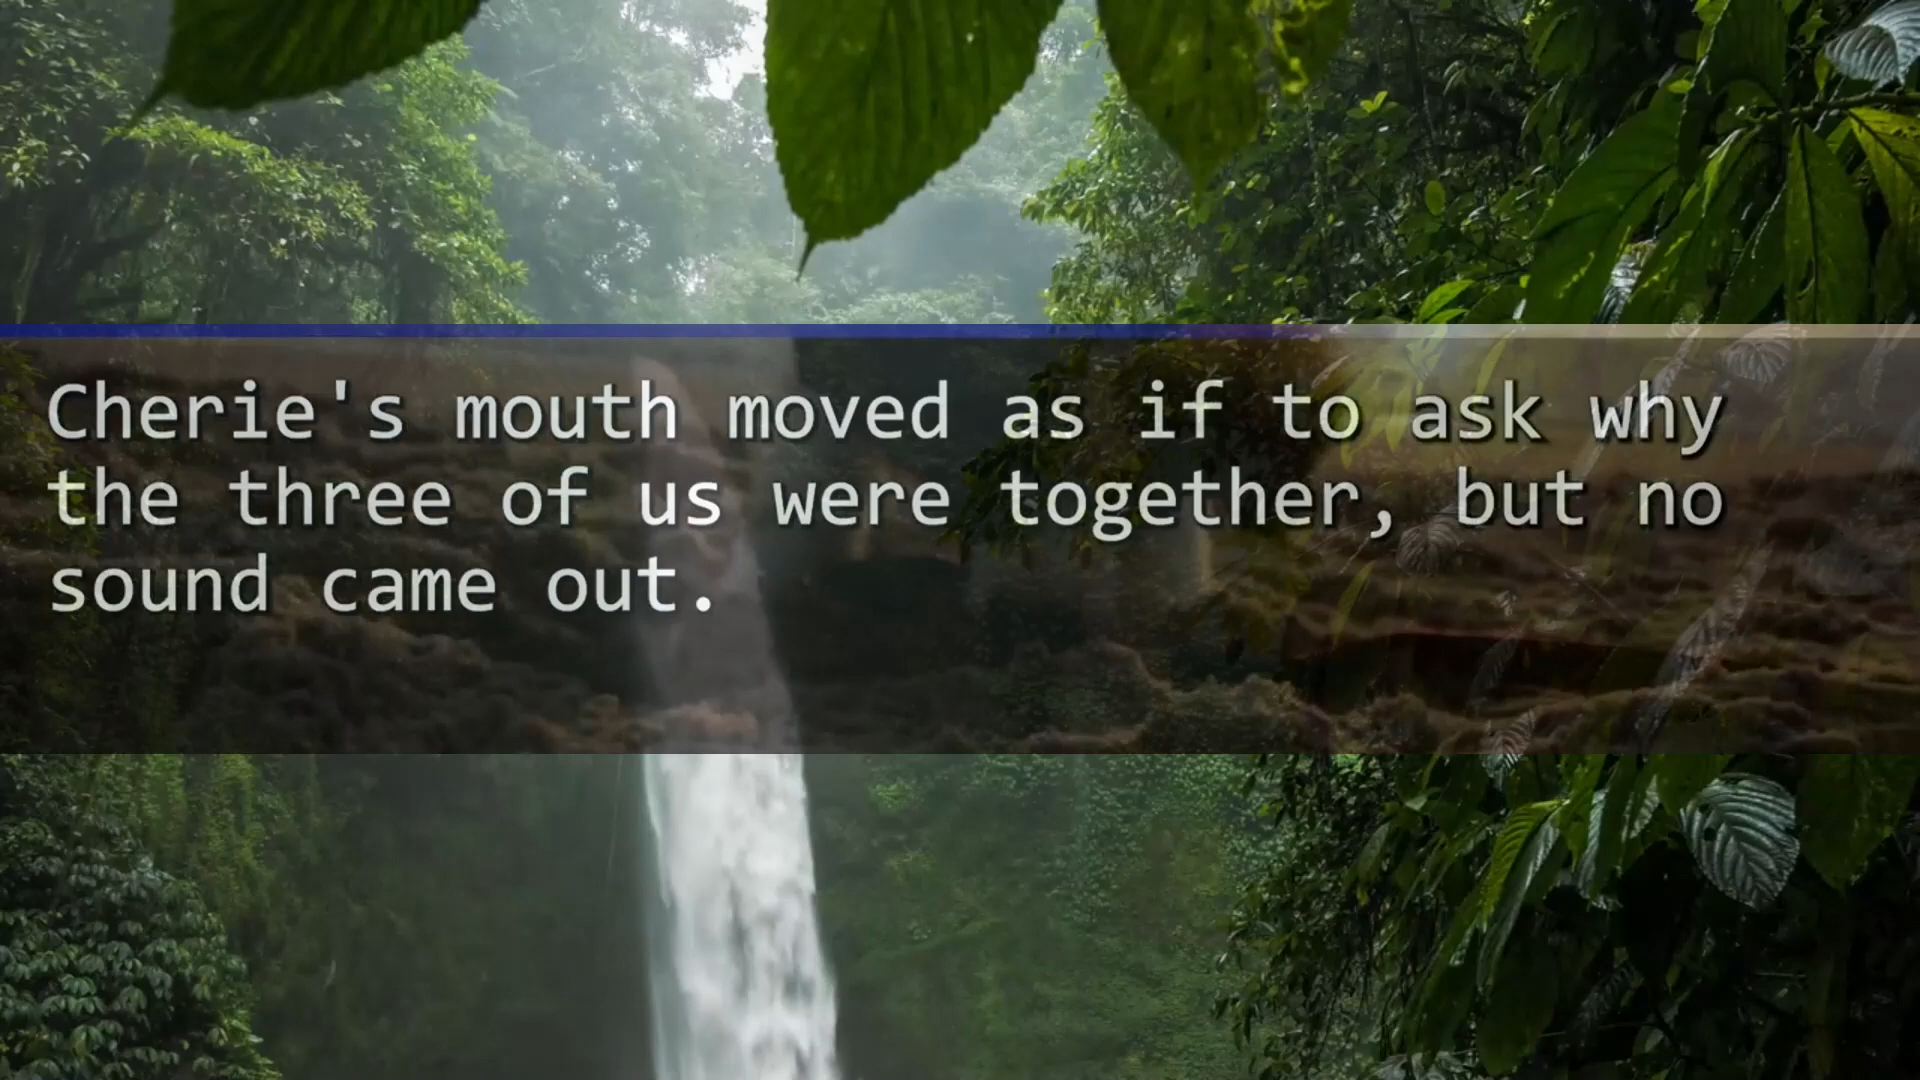 Cherie's mouth moved as if to ask why
the three of us were together, but no
sound came out.